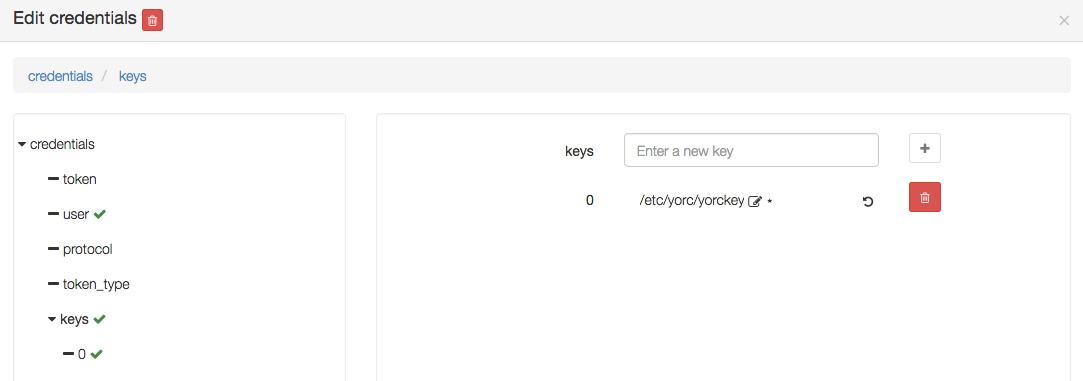 Edit credentials
credentials / keys
credentials
token
user
protocol
token_type
keys
0
keys Enter a new key
0 /etc/yorc/yorckey *